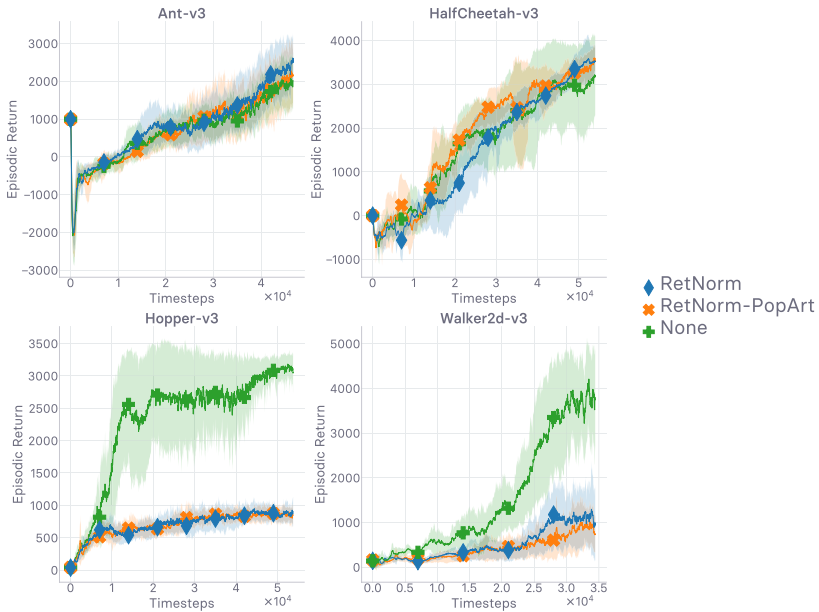 Ant-v3
Episodic Return
3000
2000
1000
0
−1000
−2000
−3000
0 1 2 3 4
Timesteps
×10⁴
HalfCheetah-v3
Episodic Return
4000
3000
2000
1000
0
−1000
0 1 2 3 4 5
Timesteps
×10⁴
Hopper-v3
Episodic Return
3500
3000
2500
2000
1500
1000
500
0
0 1 2 3 4 5
Timesteps
×10⁴
Walker2d-v3
Episodic Return
5000
4000
3000
2000
1000
0
0.0 0.5 1.0 1.5 2.0 2.5 3.0 3.5
Timesteps
×10⁴
RetNorm
RetNorm-PopArt
None